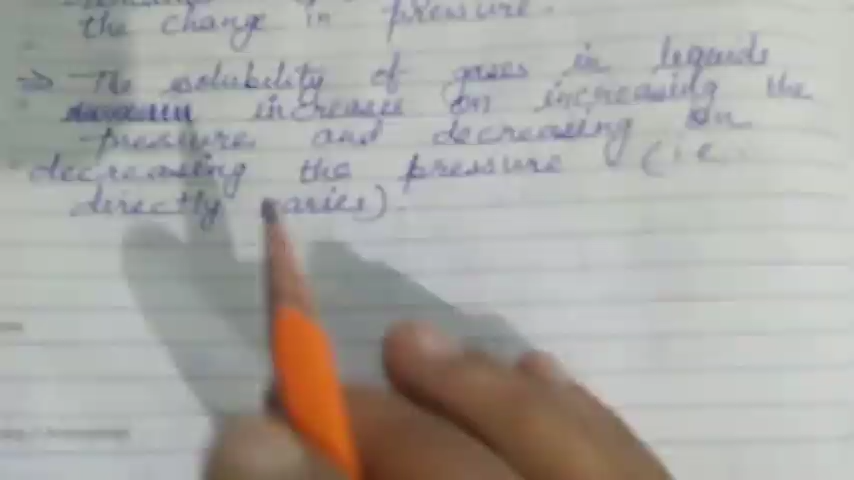 the change in pressure.
⇒ The solubility of gases in liquids
increases on increasing the
pressure and decreasing on
decreasing the pressure (i.e.
directly varies).